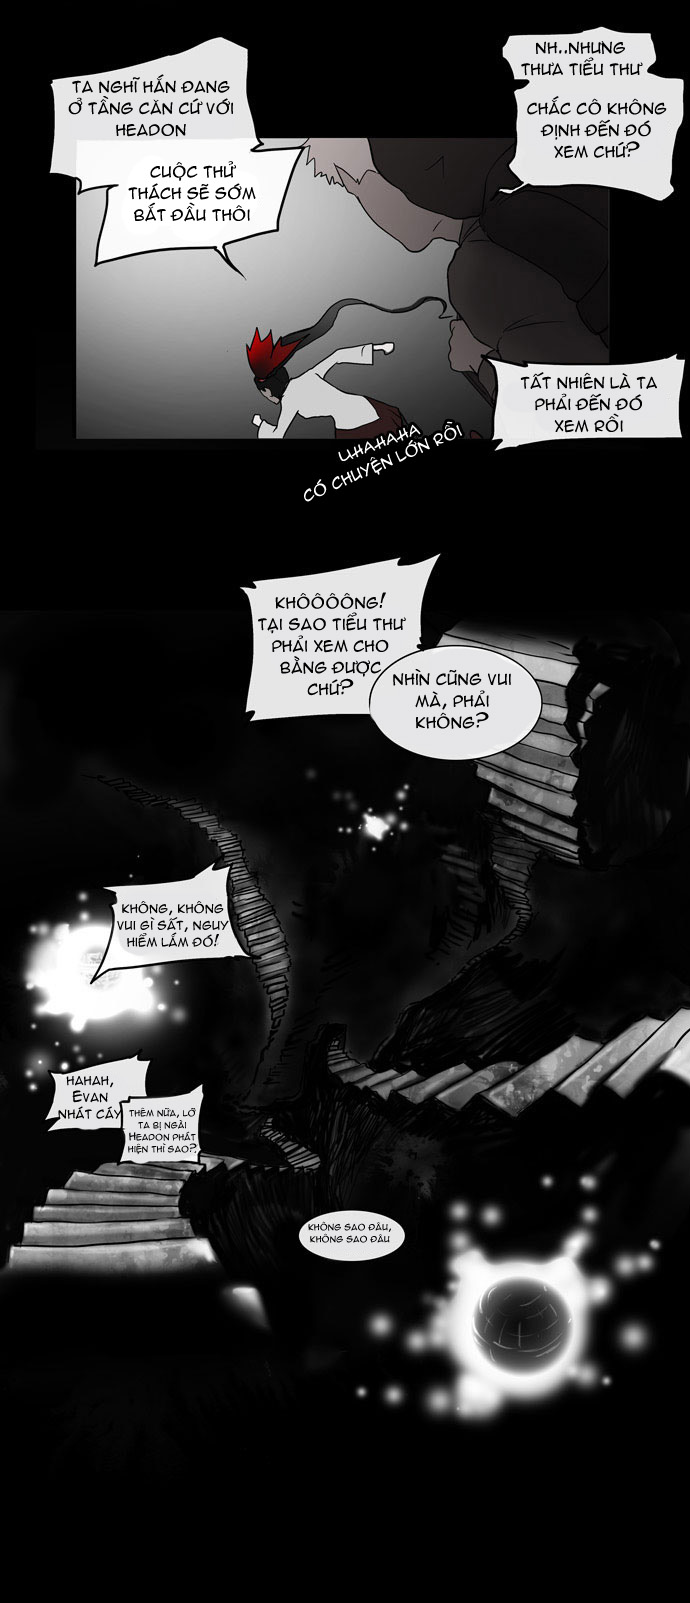 TA NGHĨ HẮN ĐANG
Ở TẦNG CĂN CỨ VỚI
HEADON
CUỘC THỬ
THÁCH SẼ SỚM
BẮT ĐẦU THÔI
NH..NHƯNG
THƯA TIỂU THƯ
CHẮC CÔ KHÔNG
ĐỊNH ĐẾN ĐÓ
XEM CHỨ?
TẤT NHIÊN LÀ TA
PHẢI ĐẾN ĐÓ
XEM RỒI
UHAHAHA
CÓ CHUYỆN LỚN RỒI
KHÔÔÔÔNG!
TẠI SAO TIỂU THƯ
PHẢI XEM CHO
BẰNG ĐƯỢC
CHỨ?
NHÌN CŨNG VUI
MÀ, PHẢI
KHÔNG?
KHÔNG, KHÔNG
VUI GÌ SẤT, NGUY
HIỂM LẮM ĐÓ!
HAHAH,
EVAN
NHÁT CÁY
THÊM NỮA, LỠ
TA BỊ NGÀI
HEADON PHÁT
HIỆN THÌ SAO?
KHÔNG SAO ĐÂU,
KHÔNG SAO ĐÂU